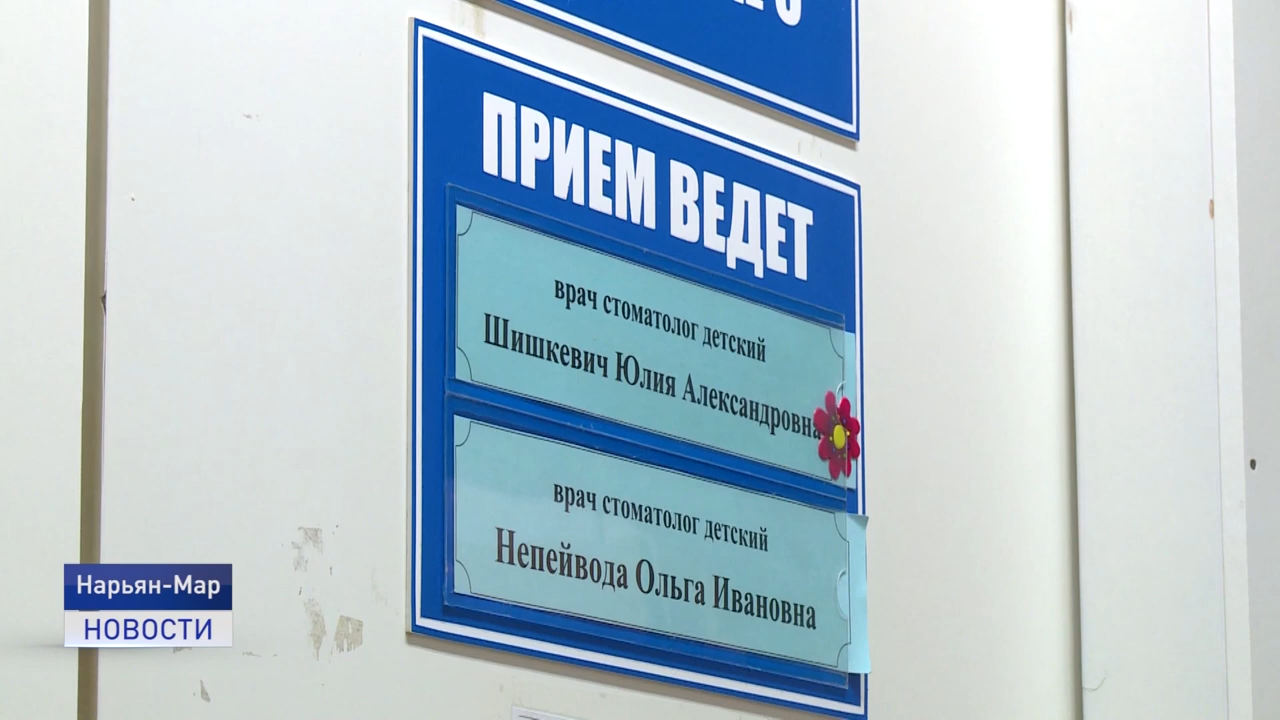 ПРИЕМ ВЕДЕТ
врач стоматолог детский
Шишкевич Юлия Александровна
врач стоматолог детский
Непейвода Ольга Ивановна
Нарьян-Мар
НОВОСТИ